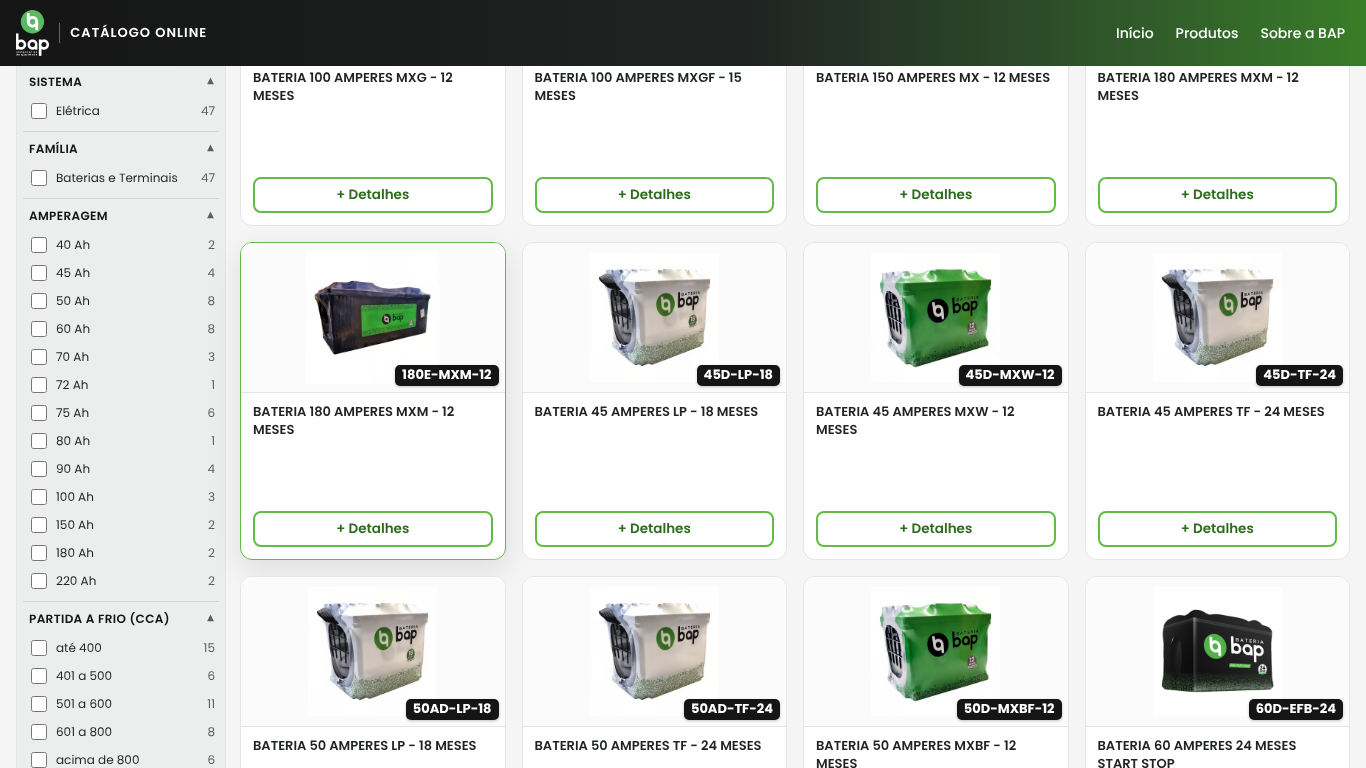 bap
CATÁLOGO ONLINE
Início
Produtos
Sobre a BAP
SISTEMA
Elétrica
47
FAMÍLIA
Baterias e Terminais
47
AMPERAGEM
40 Ah
2
45 Ah
4
50 Ah
8
60 Ah
8
70 Ah
3
72 Ah
1
75 Ah
6
80 Ah
1
90 Ah
4
100 Ah
3
150 Ah
2
180 Ah
2
220 Ah
2
PARTIDA A FRIO (CCA)
até 400
15
401 a 500
6
501 a 600
11
601 a 800
8
acima de 800
6
BATERIA 100 AMPERES MXG - 12
MESES
+ Detalhes
BATERIA 100 AMPERES MXGF - 15
MESES
+ Detalhes
BATERIA 150 AMPERES MX - 12 MESES
+ Detalhes
BATERIA 180 AMPERES MXM - 12
MESES
+ Detalhes
bap
180E-MXM-12
BATERIA 180 AMPERES MXM - 12
MESES
+ Detalhes
BATERIA
bap
45D-LP-18
BATERIA 45 AMPERES LP - 18 MESES
+ Detalhes
BATERIA
bap
45D-MXW-12
BATERIA 45 AMPERES MXW - 12
MESES
+ Detalhes
BATERIA
bap
45D-TF-24
BATERIA 45 AMPERES TF - 24 MESES
+ Detalhes
BATERIA
bap
50AD-LP-18
BATERIA 50 AMPERES LP - 18 MESES
BATERIA
bap
50AD-TF-24
BATERIA 50 AMPERES TF - 24 MESES
BATERIA
bap
50D-MXBF-12
BATERIA 50 AMPERES MXBF - 12
MESES
BATERIA
bap
60D-EFB-24
BATERIA 60 AMPERES 24 MESES
START STOP